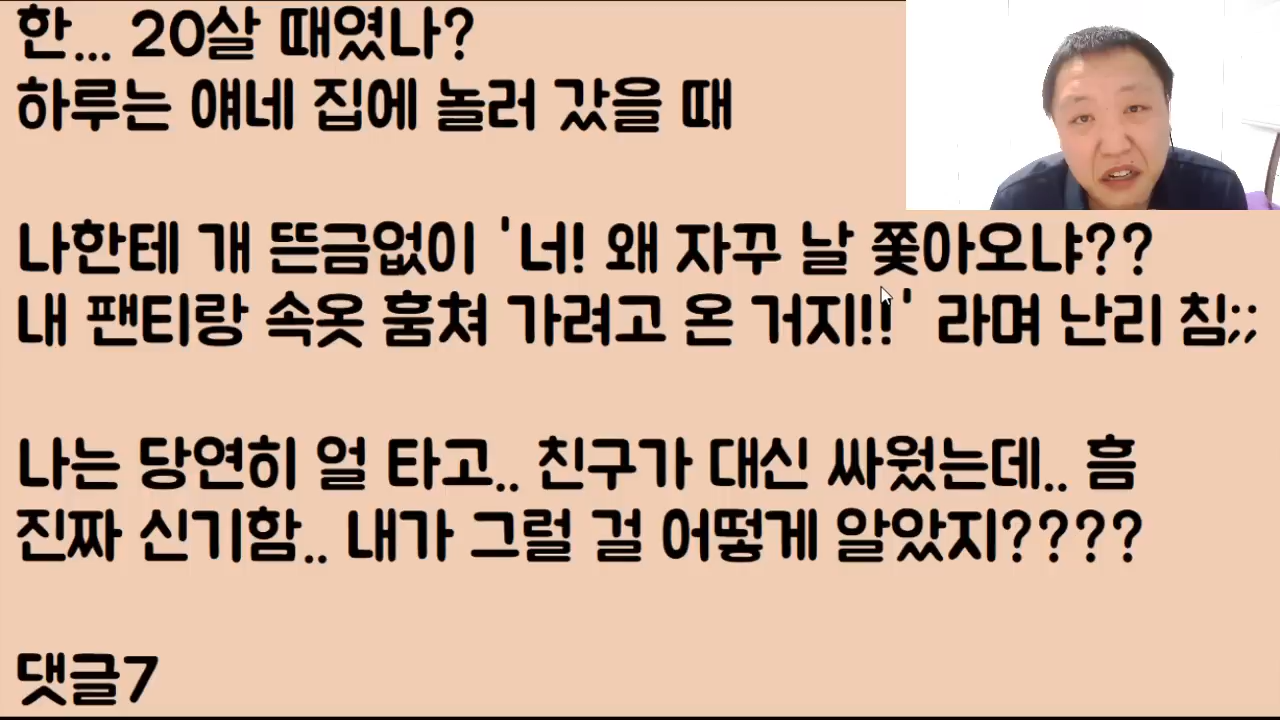 한... 20살 때였나?
하루는 얘네 집에 놀러 갔을 때
나한테 개 뜬금없이 '너! 왜 자꾸 날 쫓아오냐??
내 팬티랑 속옷 훔쳐 가려고 온 거지!!' 라며 난리 침;;
나는 당연히 얼 타고.. 친구가 대신 싸웠는데.. 흠
진짜 신기함.. 내가 그럴 걸 어떻게 알았지????
댓글7